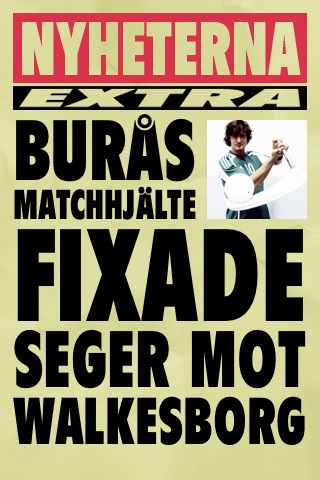 NYHETERNA
EXTRA
BURÅS
MATCHHJÄLTE
FIXADE
SEGER MOT
WALKESBORG